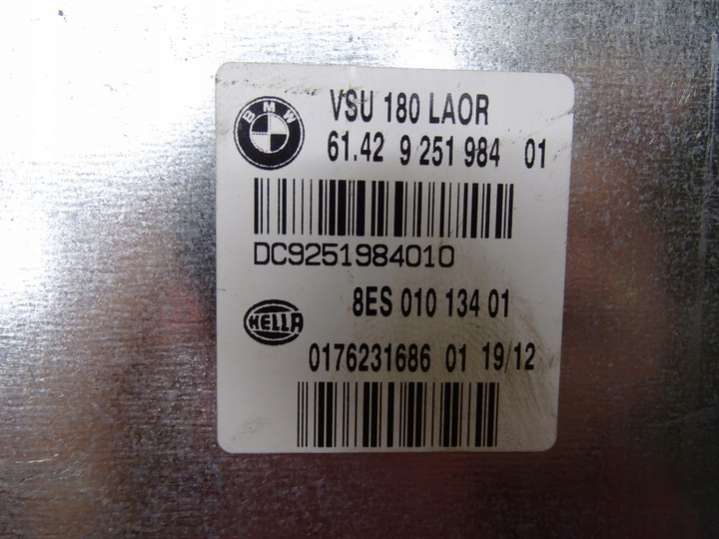 BMW
VSU 180 LAOR
61.42 9 251 984 01
DC9251984010
8ES 010 134 01
HELLA
0176231686 01 19/12